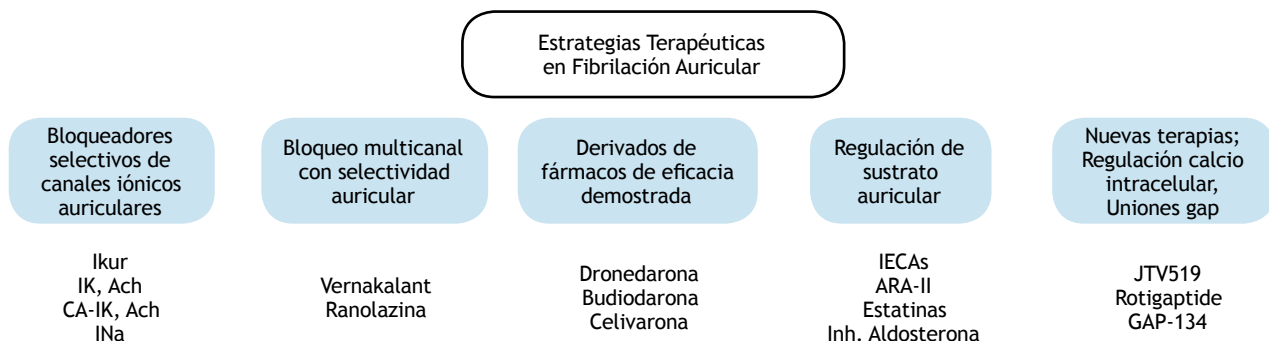 Estrategias Terapéuticas
en Fibrilación Auricular
Bloqueadores
selectivos de
canales iónicos
auriculares
Ikur
IK, Ach
CA-IK, Ach
INa
Bloqueo multicanal
con selectividad
auricular
Vernakalant
Ranolazina
Derivados de
fármacos de eficacia
demostrada
Dronedarona
Budiodarona
Celivarona
Regulación de
sustrato
auricular
IECAs
ARA-II
Estatinas
Inh. Aldosterona
Nuevas terapias;
Regulación calcio
intracelular,
Uniones gap
JTV519
Rotigaptide
GAP-134